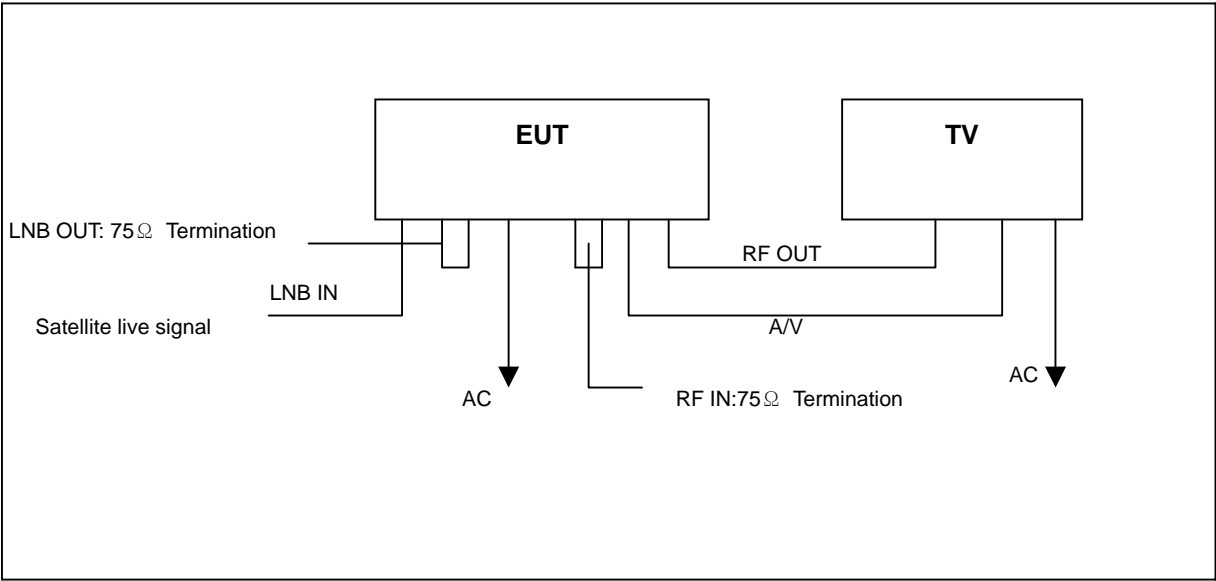 EUT
TV
LNB OUT: 75Ω Termination
RF OUT
LNB IN
Satellite live signal
A/V
AC
RF IN:75Ω Termination
AC